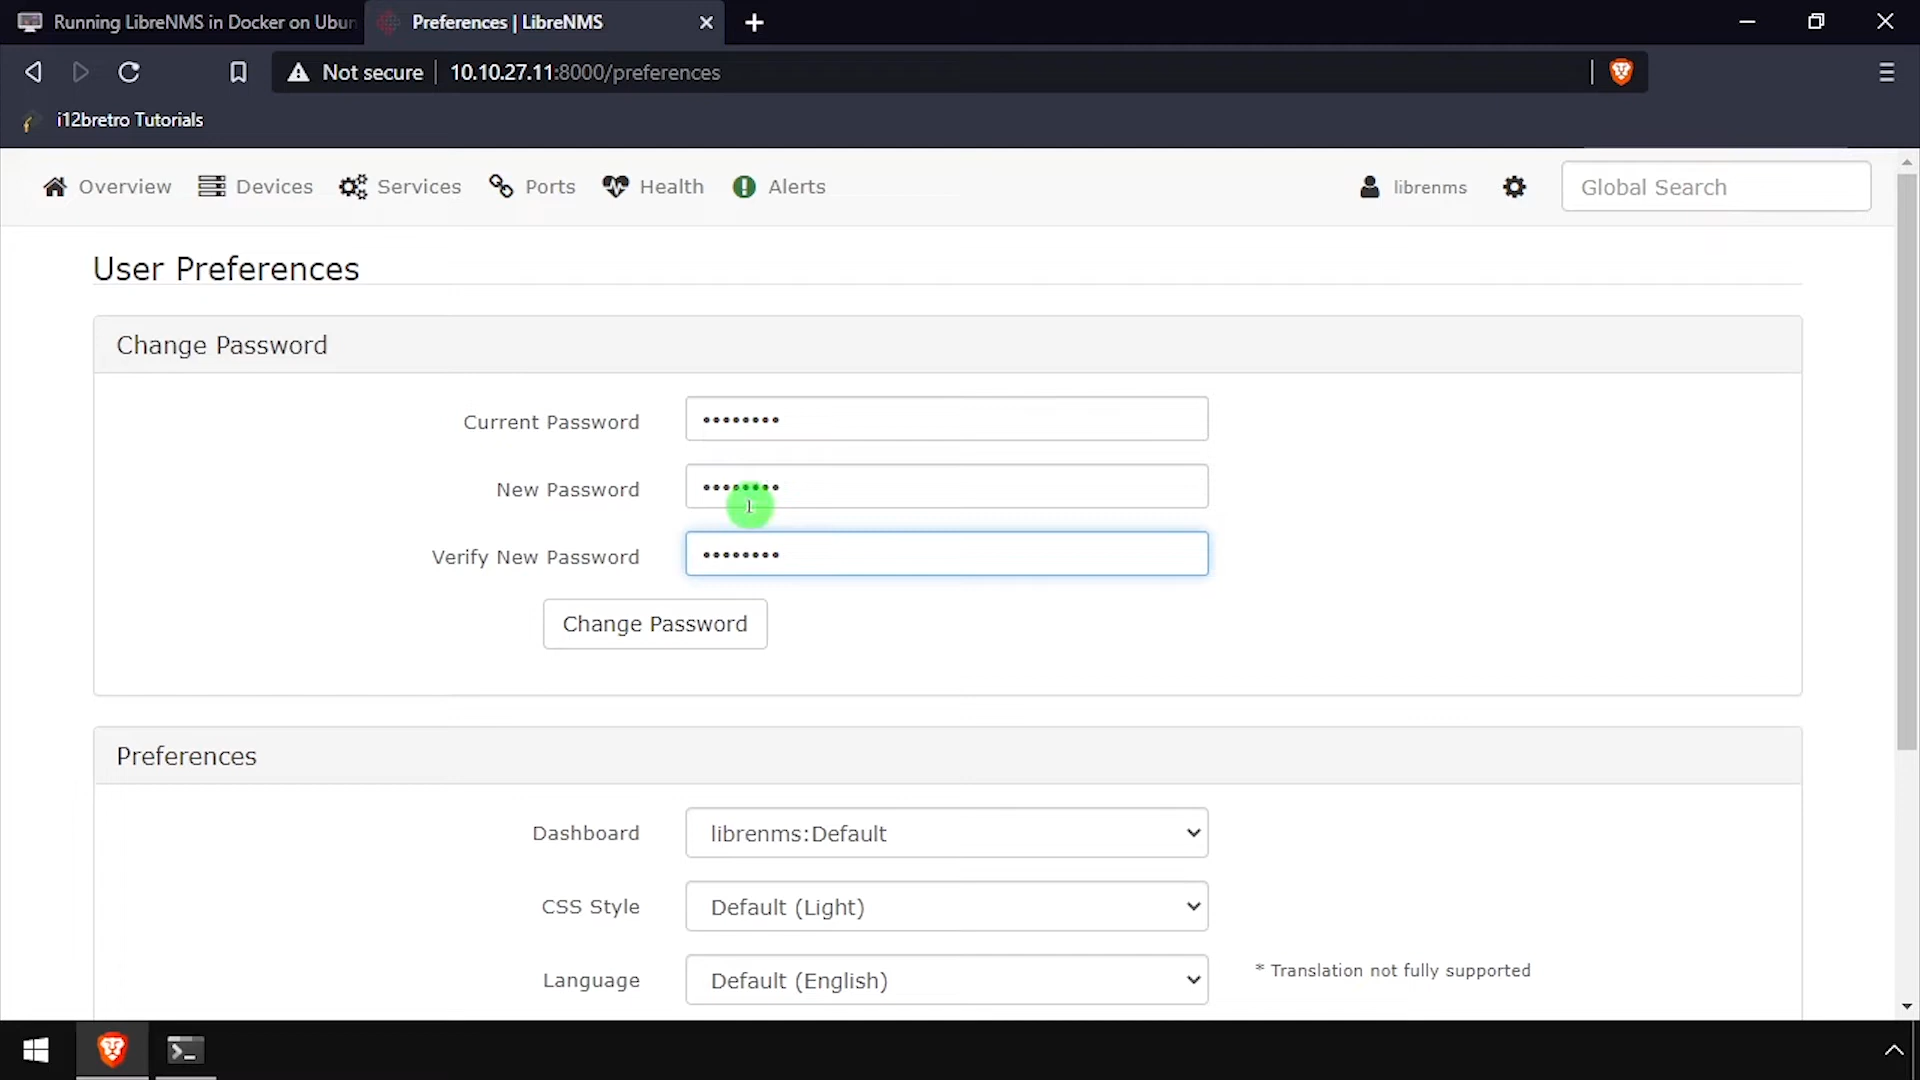 Running LibreNMS in Docker on Ubun
Preferences | LibreNMS
Not secure
10.10.27.11:8000/preferences
i12bretro Tutorials
Overview
Devices
Services
Ports
Health
Alerts
librenms
Global Search
User Preferences
Change Password
Current Password ••••••••
New Password ••••••••
Verify New Password ••••••••
Change Password
Preferences
Dashboard librenms:Default
CSS Style Default (Light)
Language Default (English) * Translation not fully supported